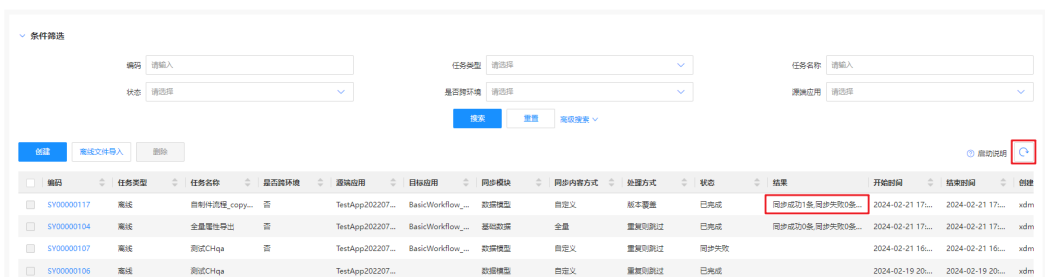 条件筛选
编码 请输入 任务类型 请选择 任务名称 请输入
状态 请选择 是否跨环境 请选择 源端应用 请选择
搜索 重置 高级搜索
创建 离线文件导入 删除 启动说明
编码 任务类型 任务名称 是否跨环境 源端应用 目标应用 同步模块 同步内容方式 处理方式 状态 结果 开始时间 结束时间 创建
SY00000117 离线 自制件流程_copy... 否 TestApp202207... BasicWorkflow_... 数据模型 自定义 版本覆盖 已完成 同步成功1条,同步失败0条... 2024-02-21 17:... 2024-02-21 17:... xdm
SY00000104 离线 全量属性导出 否 TestApp202207... BasicWorkflow_... 基础数据 全量 重复则跳过 已完成 同步成功0条,同步失败0条... 2024-02-21 17:... 2024-02-21 17:... xdm
SY00000107 离线 测试CHqa TestApp202207... BasicWorkflow_... 数据模型 自定义 重复则跳过 同步失败 2024-02-21 16:... 2024-02-21 16:... xdm
SY00000106 离线 测试CHqa TestApp202207... 数据模型 自定义 重复则跳过 已完成 2024-02-19 20:... 2024-02-19 20:... xdm